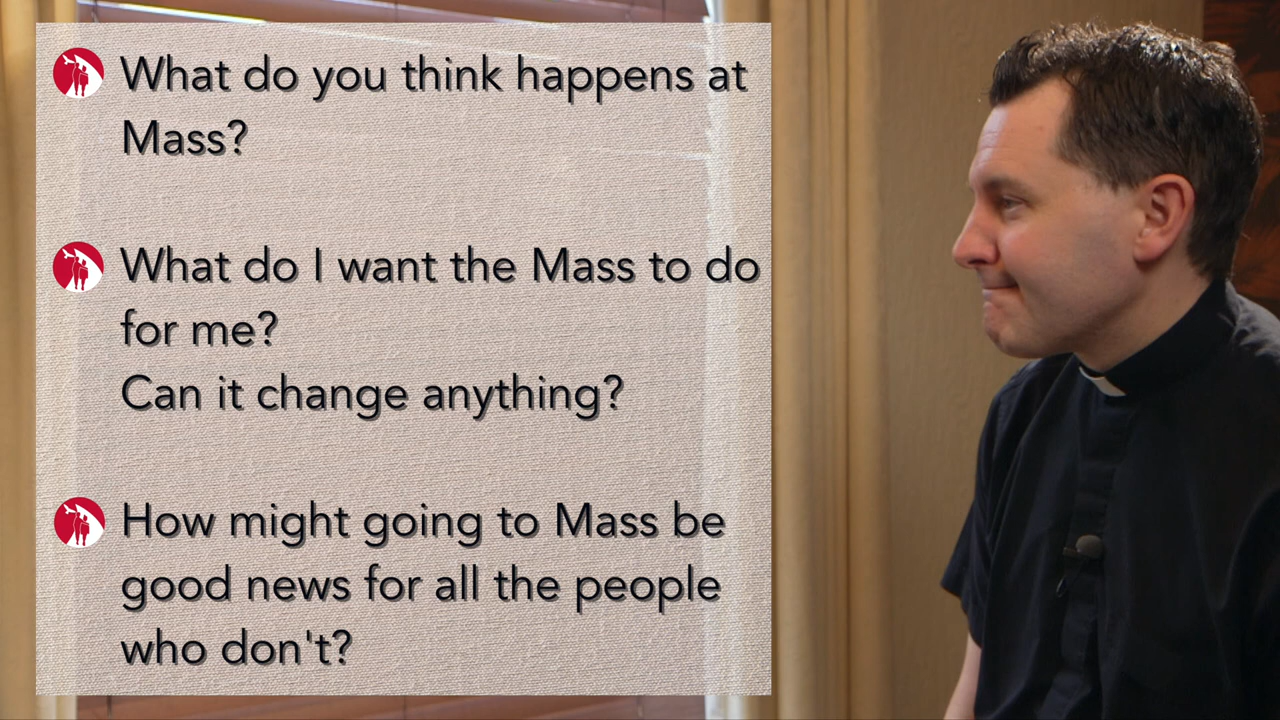 What do you think happens at
Mass?
What do I want the Mass to do
for me?
Can it change anything?
How might going to Mass be
good news for all the people
who don't?